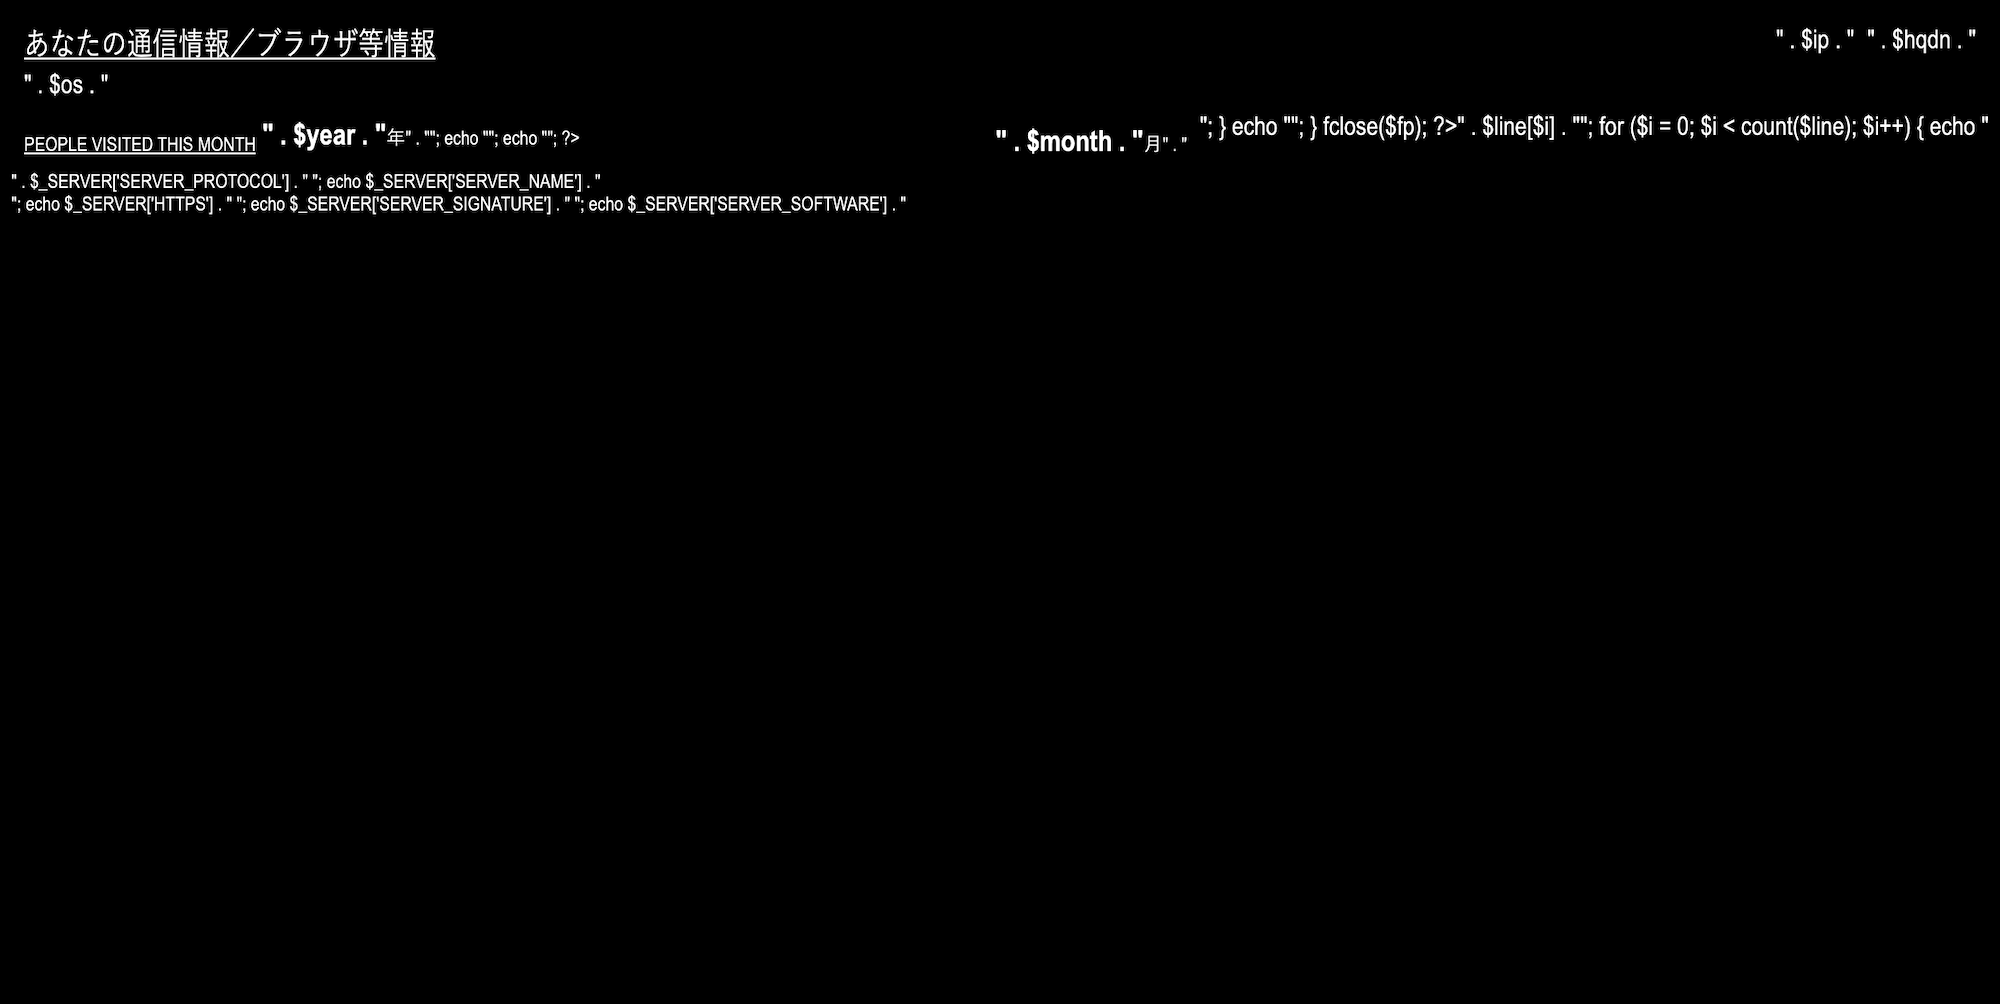 あなたの通信情報／ブラウザ等情報
" . $ip . " " . $hqdn . "
" . $os . "
PEOPLE VISITED THIS MONTH " . $year . "年" . ""; echo ""; echo ""; ?>
" . $month . "月" . "
"; } echo ""; } fclose($fp); ?>" . $line[$i] . ""; for ($i = 0; $i < count($line); $i++) { echo "
" . $_SERVER['SERVER_PROTOCOL'] . " "; echo $_SERVER['SERVER_NAME'] . "
"; echo $_SERVER['HTTPS'] . " "; echo $_SERVER['SERVER_SIGNATURE'] . " "; echo $_SERVER['SERVER_SOFTWARE'] . "